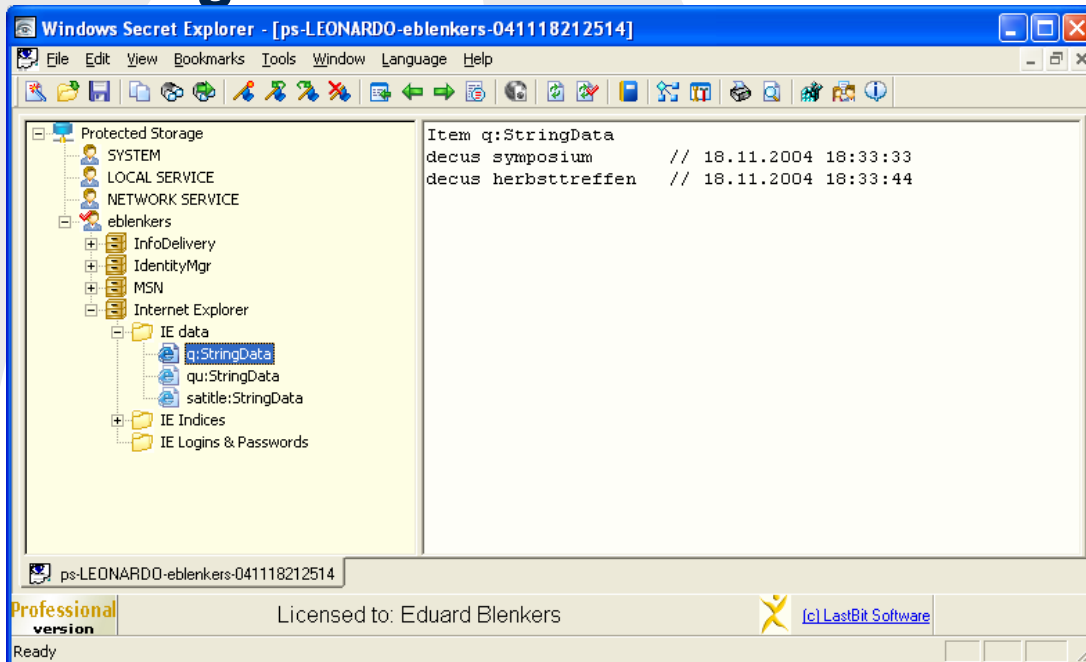 Windows Secret Explorer - [ps-LEONARDO-eblenkers-041118212514]
File Edit View Bookmarks Tools Window Language Help
Protected Storage
SYSTEM
LOCAL SERVICE
NETWORK SERVICE
eblenkers
InfoDelivery
IdentityMgr
MSN
Internet Explorer
IE data
q:StringData
qu:StringData
satitle:StringData
IE Indices
IE Logins & Passwords
Item q:StringData
decus symposium // 18.11.2004 18:33:33
decus herbsttreffen // 18.11.2004 18:33:44
ps-LEONARDO-eblenkers-041118212514
Professional
version
Licensed to: Eduard Blenkers
(c) LastBit Software
Ready